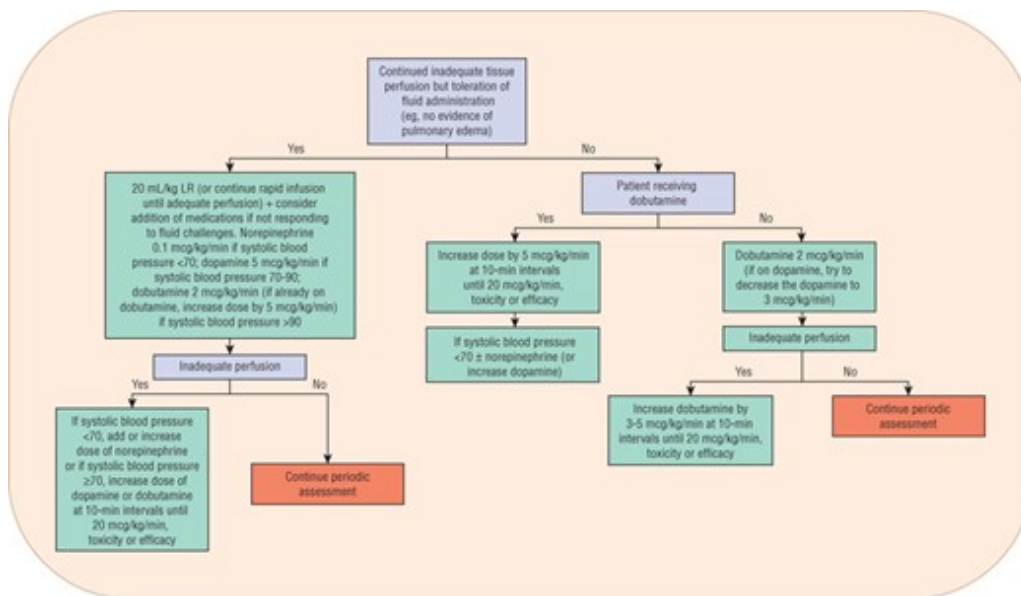 Continued inadequate tissue
perfusion but toleration of
fluid administration
(eg, no evidence of
pulmonary edema)
Yes
No
20 mL/kg LR (or continue rapid infusion
until adequate perfusion) + consider
addition of medications if not responding
to fluid challenges. Norepinephrine
0.1 mcg/kg/min if systolic blood
pressure <70; dopamine 5 mcg/kg/min if
systolic blood pressure 70-90;
dobutamine 2 mcg/kg/min (if already on
dobutamine, increase dose by 5 mcg/kg/min)
if systolic blood pressure >90
Patient receiving
dobutamine
Yes
No
Increase dose by 5 mcg/kg/min
at 10-min intervals
until 20 mcg/kg/min,
toxicity or efficacy
Dobutamine 2 mcg/kg/min
(if on dopamine, try to
decrease the dopamine to
3 mcg/kg/min)
If systolic blood pressure
<70 ± norepinephrine (or
increase dopamine)
Inadequate perfusion
Inadequate perfusion
Yes
No
Yes
No
If systolic blood pressure
<70, add or increase
dose of norepinephrine
or if systolic blood pressure
≥70, increase dose of
dopamine or dobutamine
at 10-min intervals until
20 mcg/kg/min,
toxicity or efficacy
Continue periodic
assessment
Increase dobutamine by
3-5 mcg/kg/min at 10-min
intervals until 20 mcg/kg/min,
toxicity or efficacy
Continue periodic
assessment